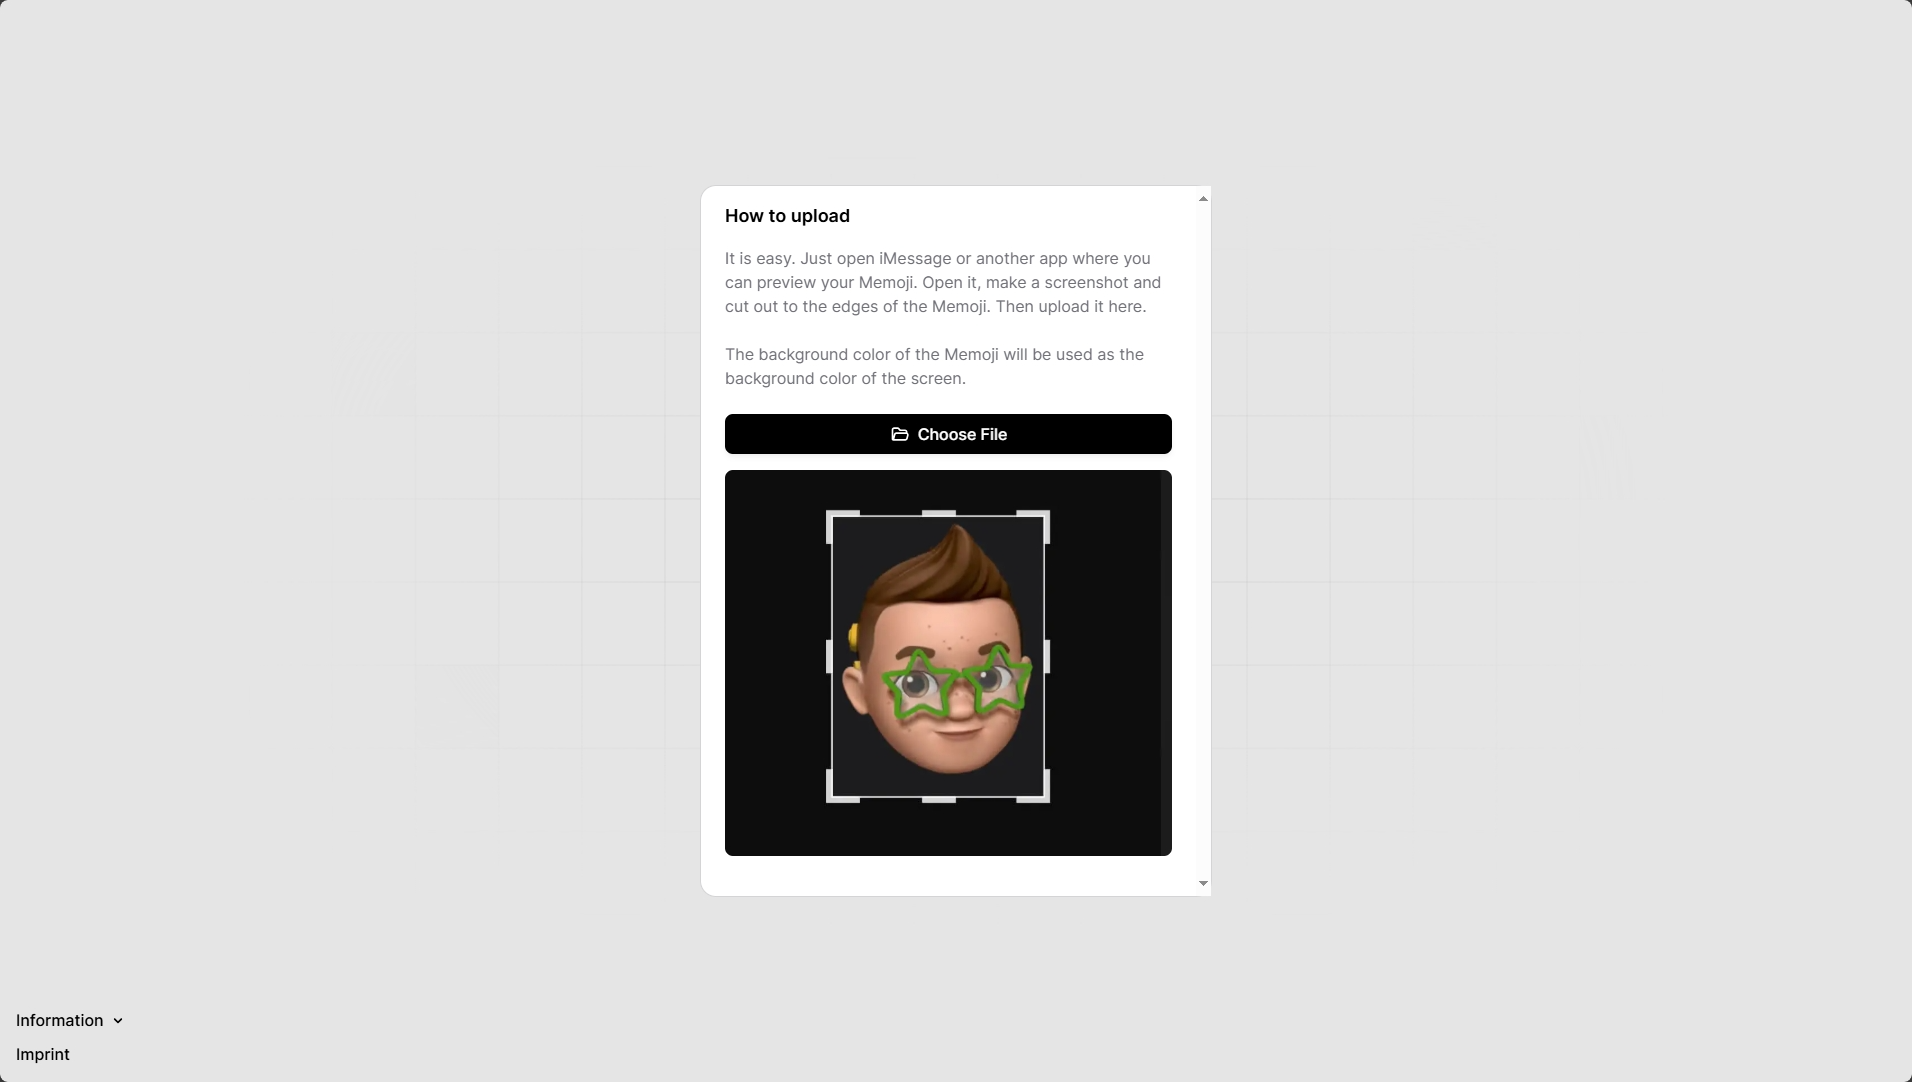 How to upload
It is easy. Just open iMessage or another app where you
can preview your Memoji. Open it, make a screenshot and
cut out to the edges of the Memoji. Then upload it here.
The background color of the Memoji will be used as the
background color of the screen.
Choose File
Information
Imprint